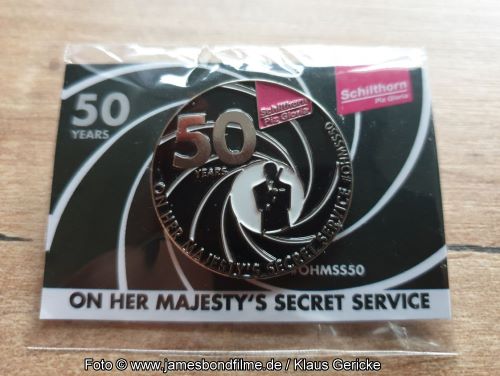 50
YEARS
Schilthorn
Piz Gloria
50
YEARS
Schilthorn
Piz Gloria
ON HER MAJESTY'S SECRET SERVICE #OHMSS50
OHMSS50
ON HER MAJESTY'S SECRET SERVICE
Foto © www.jamesbondfilme.de / Klaus Gericke